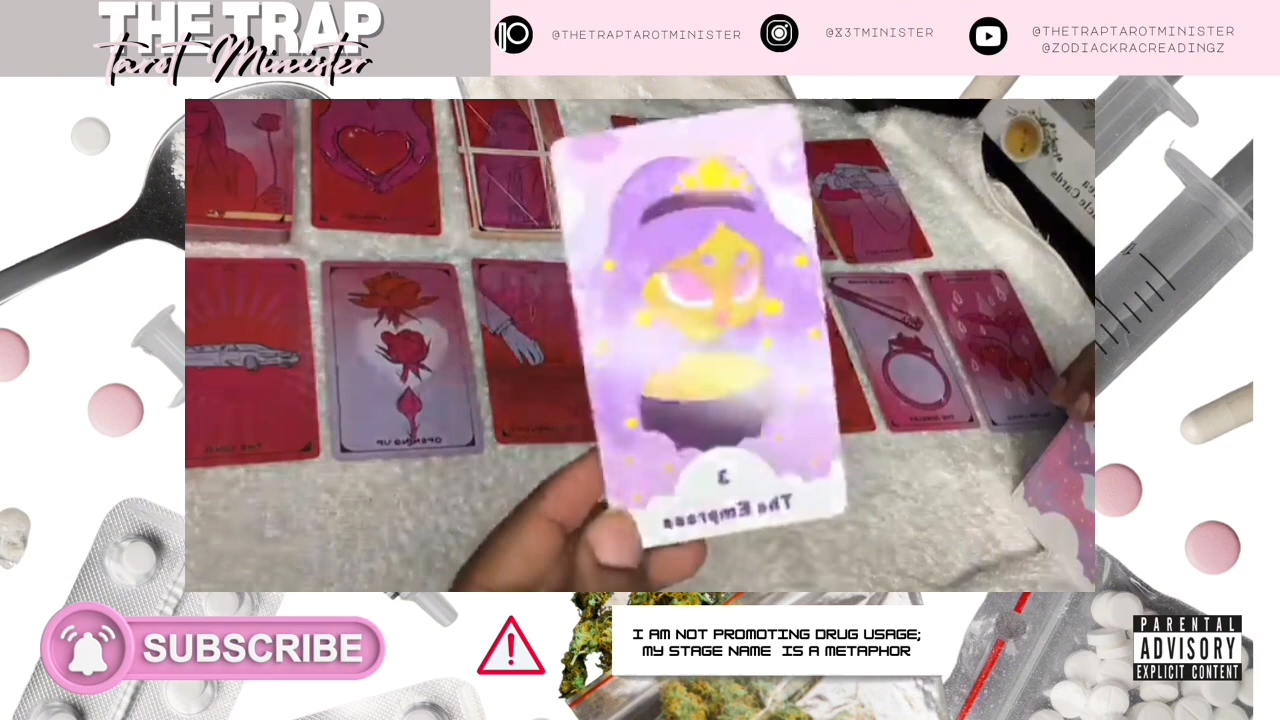 THE TRAP
tarot Minister
@THETRAPTAROTMINISTER
@X3TMINISTER
@THETRAPTAROTMINISTER
@ZODIACKRACREADINGZ
OPENING UP
3
The Empress
SUBSCRIBE
I AM NOT PROMOTING DRUG USAGE;
MY STAGE NAME IS A METAPHOR
PARENTAL
ADVISORY
EXPLICIT CONTENT